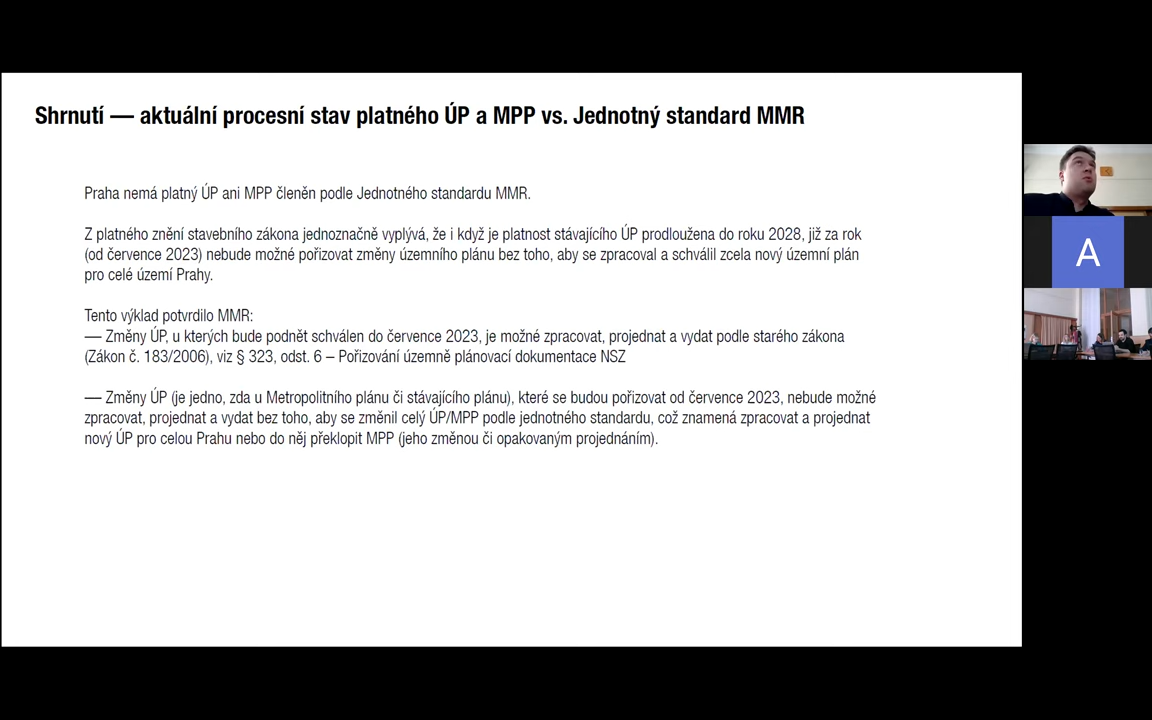 Shrnutí — aktuální procesní stav platného ÚP a MPP vs. Jednotný standard MMR
Praha nemá platný ÚP ani MPP členěn podle Jednotného standardu MMR.
Z platného znění stavebního zákona jednoznačně vyplývá, že i když je platnost stávajícího ÚP prodloužena do roku 2028, již za rok
(od července 2023) nebude možné pořizovat změny územního plánu bez toho, aby se zpracoval a schválil zcela nový územní plán
pro celé území Prahy.
Tento výklad potvrdilo MMR:
— Změny ÚP, u kterých bude podnět schválen do července 2023, je možné zpracovat, projednat a vydat podle starého zákona
(Zákon č. 183/2006), viz § 323, odst. 6 – Pořizování územně plánovací dokumentace NSZ
— Změny ÚP (je jedno, zda u Metropolitního plánu či stávajícího plánu), které se budou pořizovat od července 2023, nebude možné
zpracovat, projednat a vydat bez toho, aby se změnil celý ÚP/MPP podle jednotného standardu, což znamená zpracovat a projednat
nový ÚP pro celou Prahu nebo do něj překlopit MPP (jeho změnou či opakovaným projednáním).
A